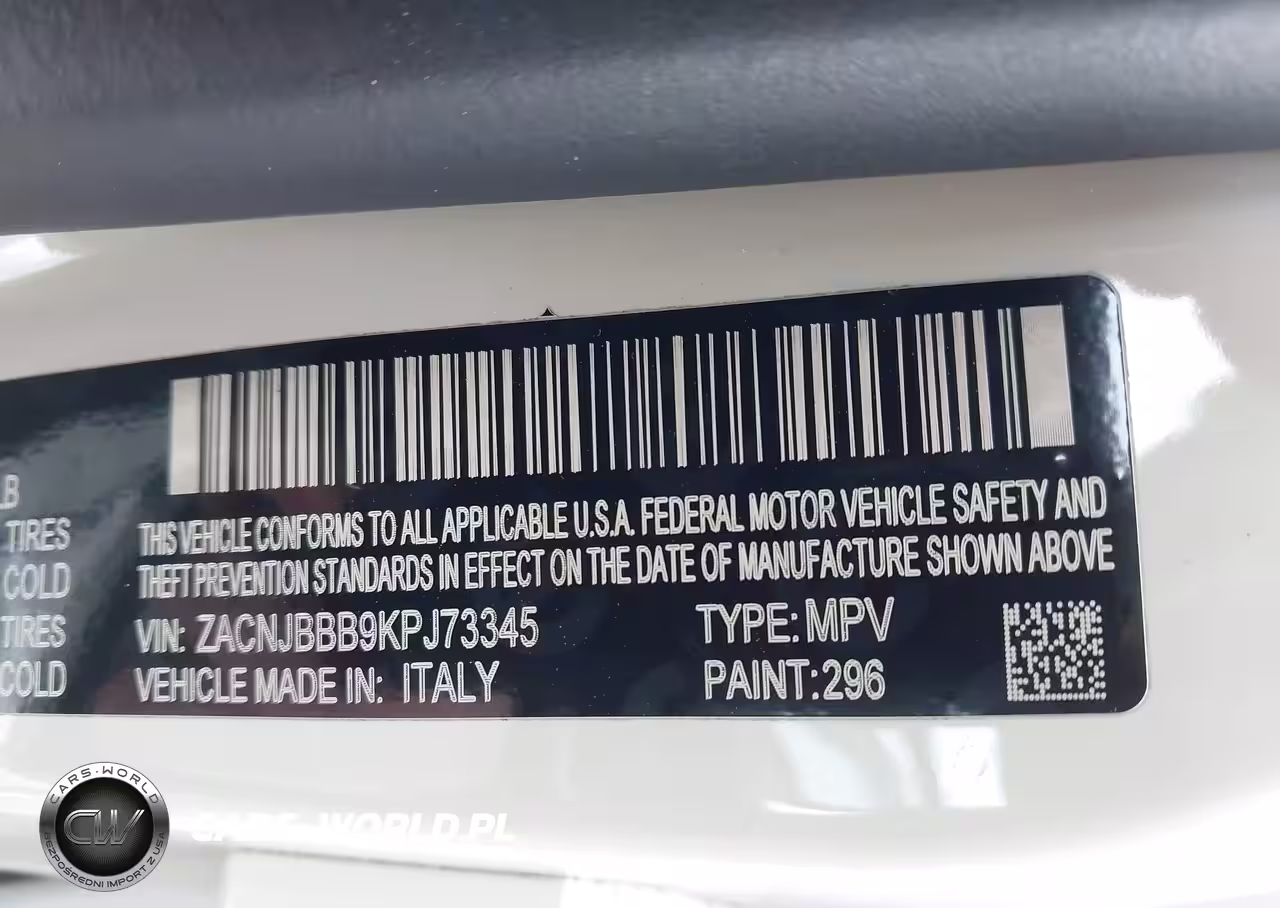 LB
TIRES
COLD
TIRES
COLD
THIS VEHICLE CONFORMS TO ALL APPLICABLE U.S.A. FEDERAL MOTOR VEHICLE SAFETY AND
THEFT PREVENTION STANDARDS IN EFFECT ON THE DATE OF MANUFACTURE SHOWN ABOVE
VIN: ZACNJBBB9KPJ73345
TYPE: MPV
VEHICLE MADE IN: ITALY
PAINT: 296
CARS-WORLD
CW
BEZPOŚREDNI IMPORT Z USA
CARS-WORLD.PL